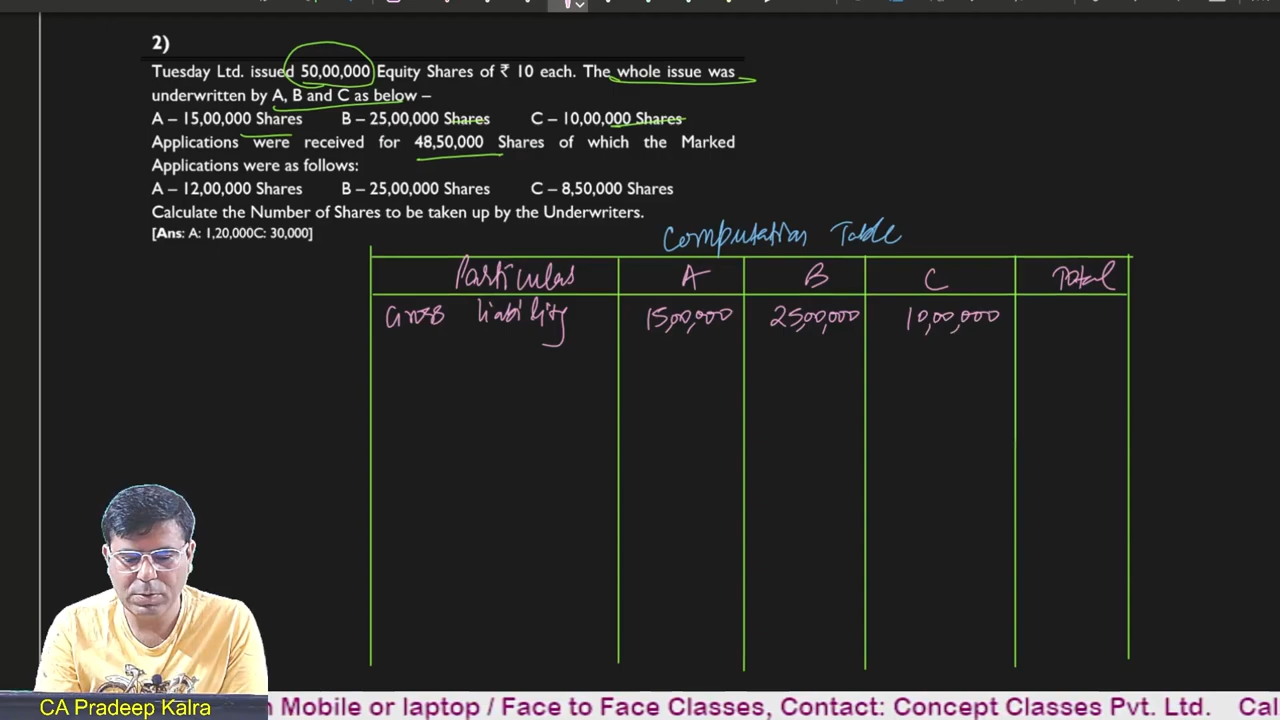 2)
Tuesday Ltd. issued 50,00,000 Equity Shares of ₹ 10 each. The whole issue was
underwritten by A, B and C as below –
A – 15,00,000 Shares B – 25,00,000 Shares C – 10,00,000 Shares
Applications were received for 48,50,000 Shares of which the Marked
Applications were as follows:
A – 12,00,000 Shares B – 25,00,000 Shares C – 8,50,000 Shares
Calculate the Number of Shares to be taken up by the Underwriters.
[Ans: A: 1,20,000C: 30,000]
Computation Table
Particulas A B C Total
Gross liability 15,00,000 25,00,000 10,00,000
CA Pradeep Kalra
Mobile or laptop / Face to Face Classes, Contact: Concept Classes Pvt. Ltd.